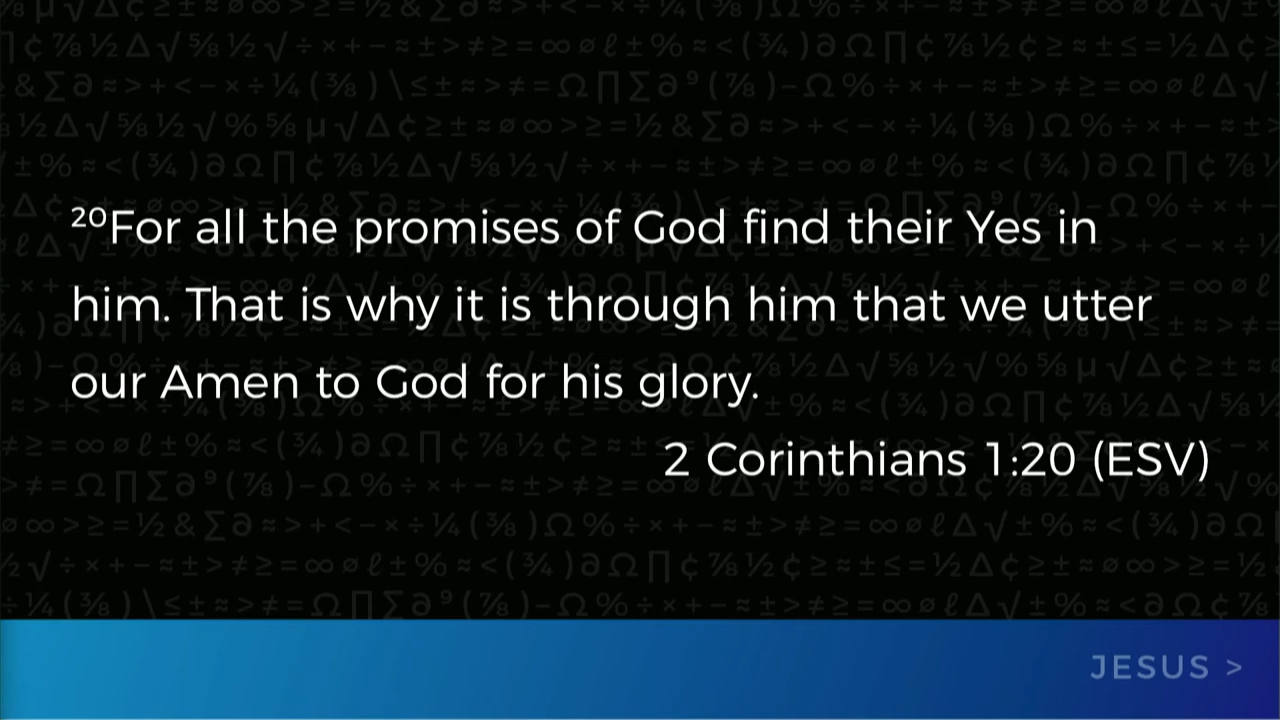 ²⁰For all the promises of God find their Yes in
him. That is why it is through him that we utter
our Amen to God for his glory.
2 Corinthians 1:20 (ESV)
JESUS >